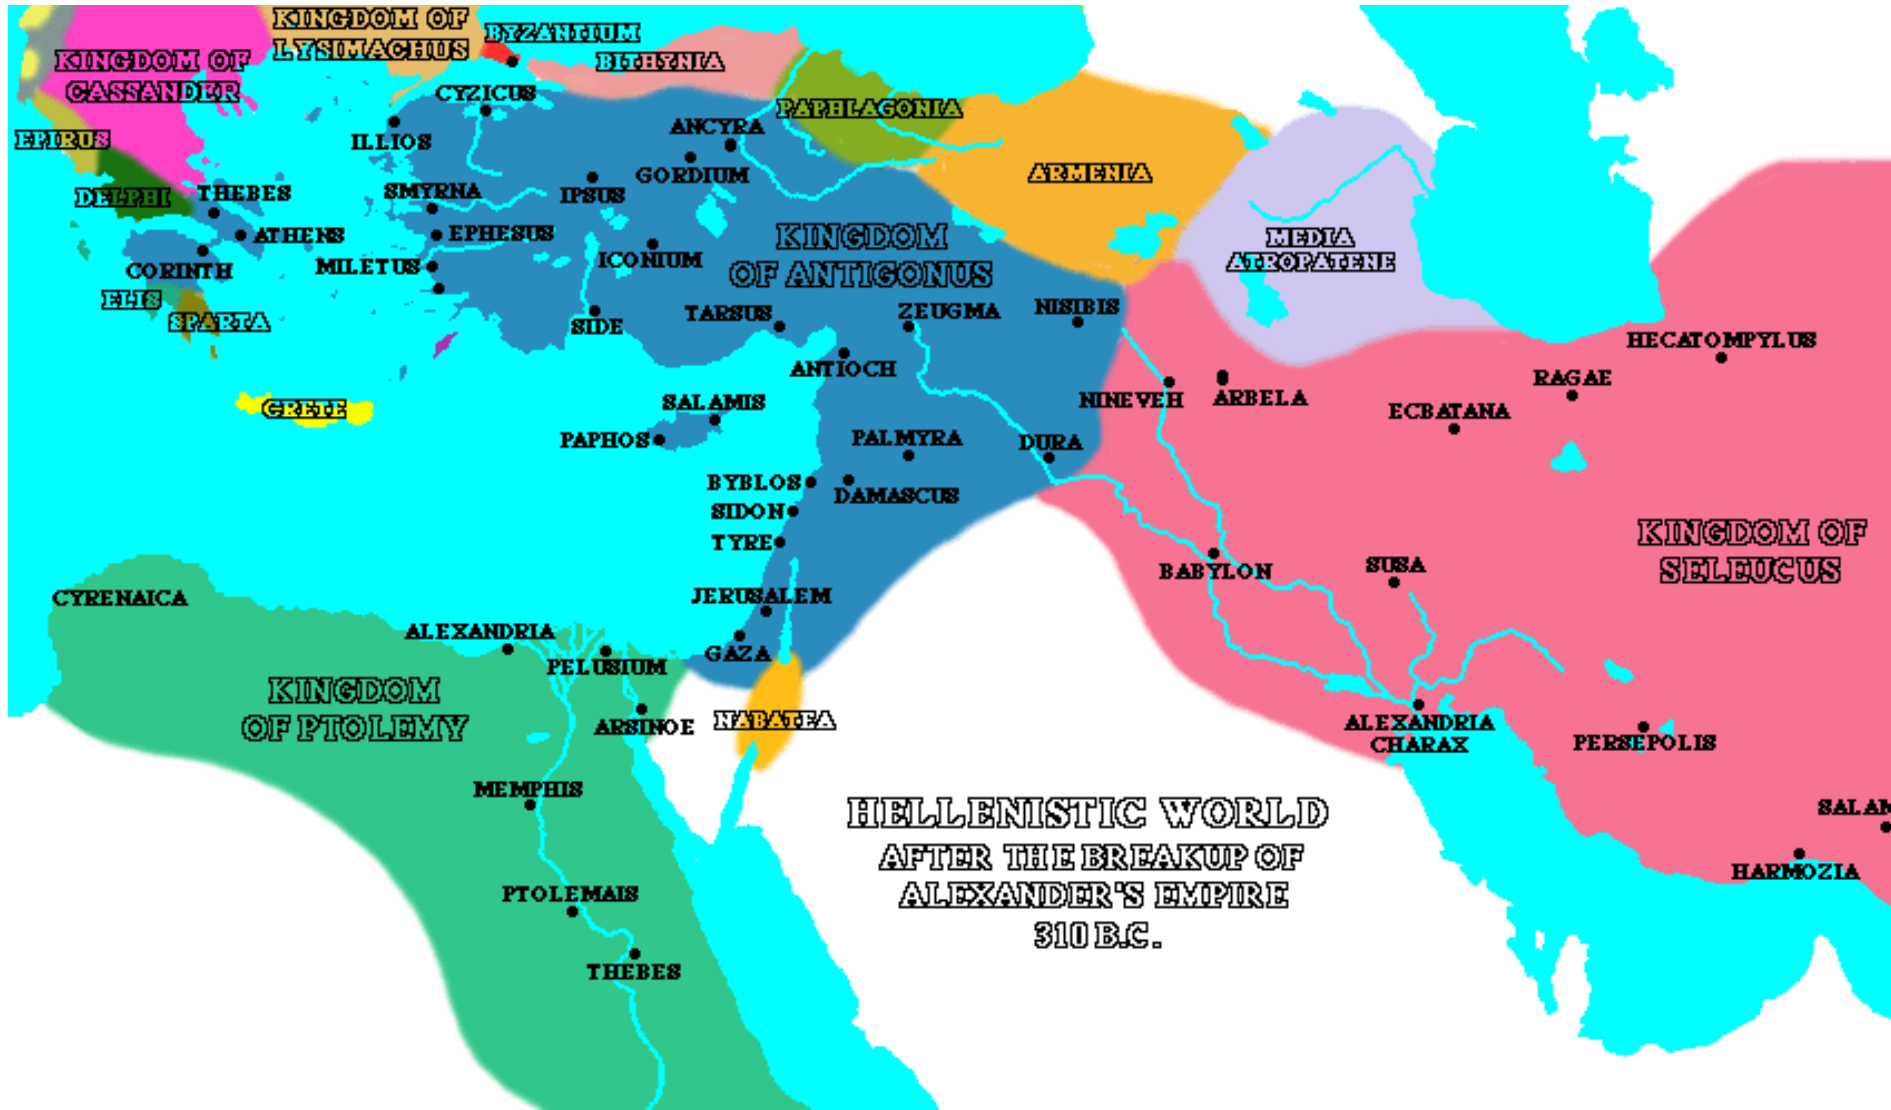 KINGDOM OF
LYSIMACHUS
BYZANTIUM
KINGDOM OF
CASSANDER
BITHYNIA
CYZICUS
PAPHLAGONIA
EPIRUS
ILLIOS
ANCYRA
GORDIUM
ARMENIA
DELPHI
THEBES
SMYRNA
IPSUS
ATHENS
EPHESUS
KINGDOM
OF ANTIGONUS
MEDIA
ATROPATENE
CORINTH
MILETUS
ICONIUM
ELIS
SPARTA
SIDE
TARSUS
ZEUGMA
NISIBIS
HECATOMPYLUS
ANTIOCH
RAGAE
NINEVEH
ARBELA
ECBATANA
CRETE
SALAMIS
PAPHOS
PALMYRA
DURA
BYBLOS
DAMASCUS
SIDON
TYRE
KINGDOM OF
SELEUCUS
BABYLON
SUSA
CYRENAICA
JERUSALEM
ALEXANDRIA
PELUSIUM
GAZA
KINGDOM
OF PTOLEMY
ARSINOE
NABATEA
ALEXANDRIA
CHARAX
PERSEPOLIS
MEMPHIS
HELLENISTIC WORLD
AFTER THE BREAKUP OF
ALEXANDER'S EMPIRE
310 B.C.
SALAM
HARMOZIA
PTOLEMAIS
THEBES